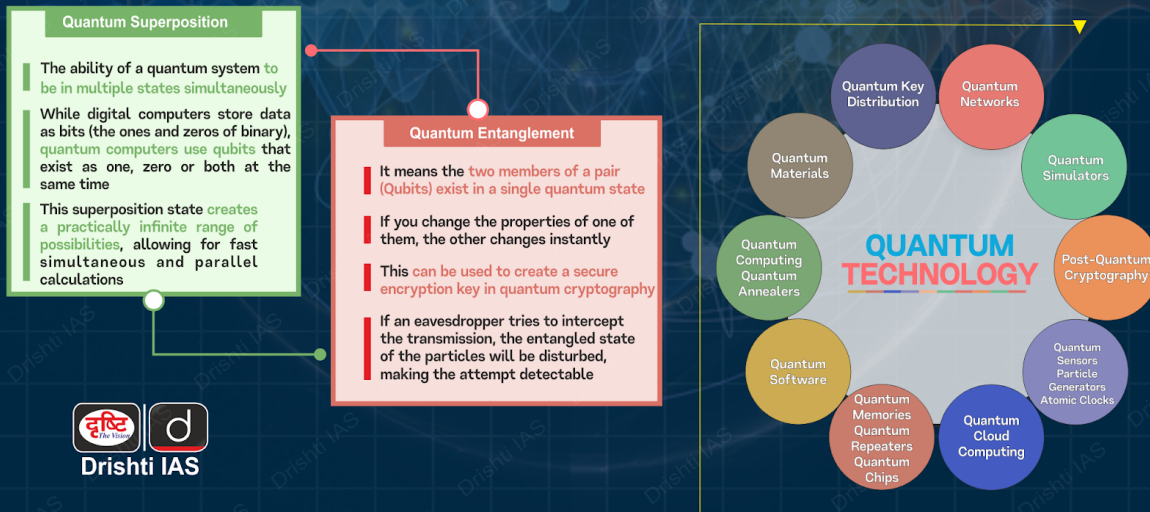 Quantum Superposition
The ability of a quantum system to
be in multiple states simultaneously
While digital computers store data
as bits (the ones and zeros of binary),
quantum computers use qubits that
exist as one, zero or both at the
same time
This superposition state creates
a practically infinite range of
possibilities, allowing for fast
simultaneous and parallel
calculations
Quantum Entanglement
It means the two members of a pair
(Qubits) exist in a single quantum state
If you change the properties of one of
them, the other changes instantly
This can be used to create a secure
encryption key in quantum cryptography
If an eavesdropper tries to intercept
the transmission, the entangled state
of the particles will be disturbed,
making the attempt detectable
दृष्टि
The Vision
d
Drishti IAS
QUANTUM
TECHNOLOGY
Quantum Key
Distribution
Quantum
Networks
Quantum
Simulators
Post-Quantum
Cryptography
Quantum
Sensors
Particle
Generators
Atomic Clocks
Quantum
Cloud
Computing
Quantum
Memories
Quantum
Repeaters
Quantum
Chips
Quantum
Software
Quantum
Computing
Quantum
Annealers
Quantum
Materials
Drishti IAS
Drishti IAS
Drishti IAS
Drishti IAS